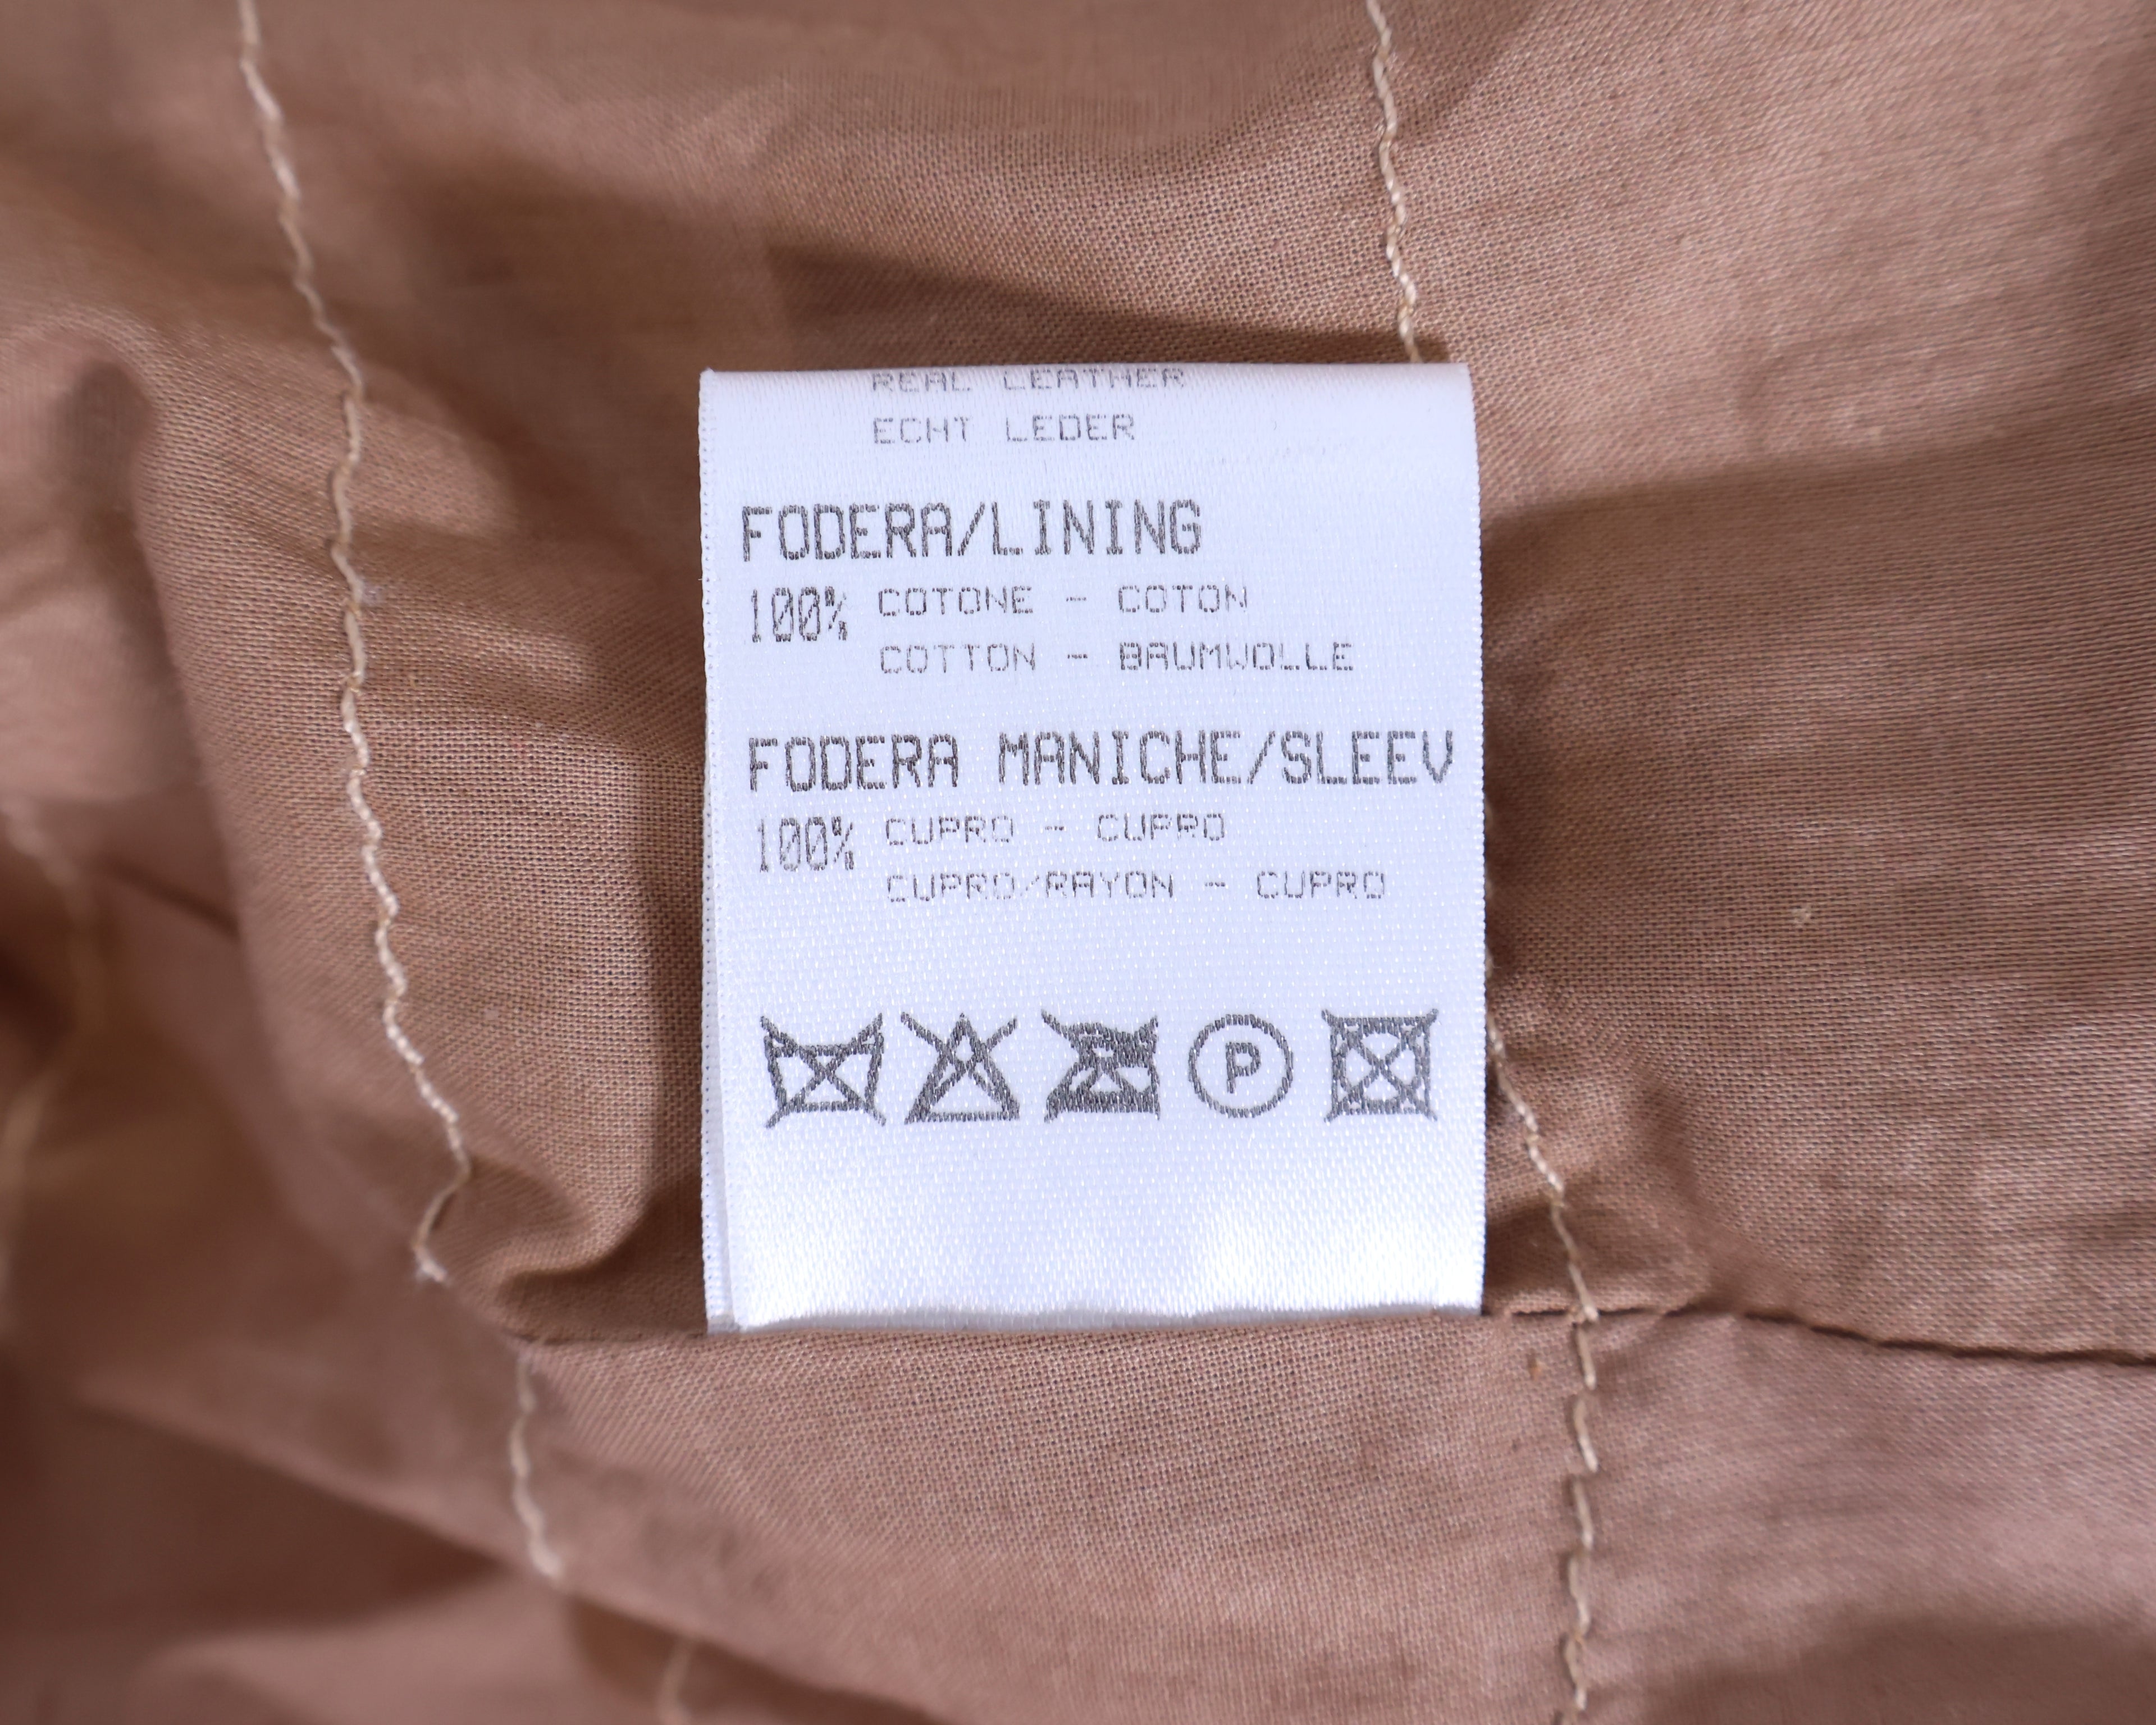 REAL LEATHER
ECHT LEDER
FODERA/LINING
100% COTONE - COTON
COTTON - BAUMWOLLE
FODERA MANICHE/SLEEV
100% CUPRO - CUPRO
CUPRO/RAYON - CUPRO
P